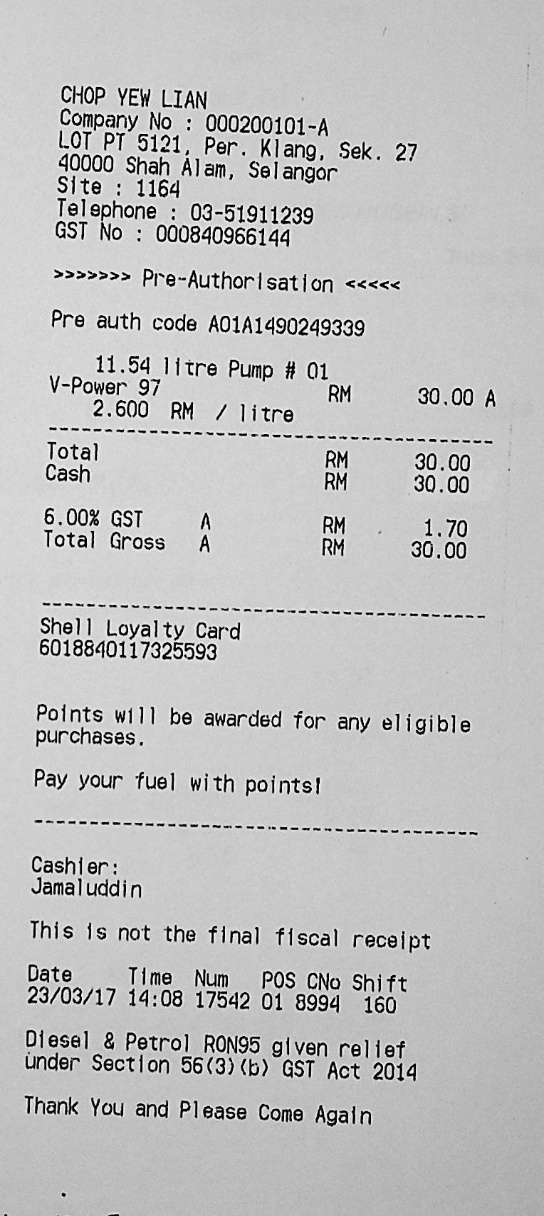 CHOP YEW LIAN
Company No : 000200101-A
LOT PT 5121, Per. Klang, Sek. 27
40000 Shah Alam, Selangor
Site : 1164
Telephone : 03-51911239
GST No : 000840966144
>>>>>>> Pre-Authorisation <<<<<
Pre auth code A01A1490249339
11.54 litre Pump # 01
V-Power 97 RM 30.00 A
2.600 RM / litre
Total RM 30.00
Cash RM 30.00
6.00% GST A RM 1.70
Total Gross A RM 30.00
Shell Loyalty Card
6018840117325593
Points will be awarded for any eligible
purchases.
Pay your fuel with points!
Cashier:
Jamaluddin
This is not the final fiscal receipt
Date Time Num POS CNo Shift
23/03/17 14:08 17542 01 8994 160
Diesel & Petrol RON95 given relief
under Section 56(3)(b) GST Act 2014
Thank You and Please Come Again